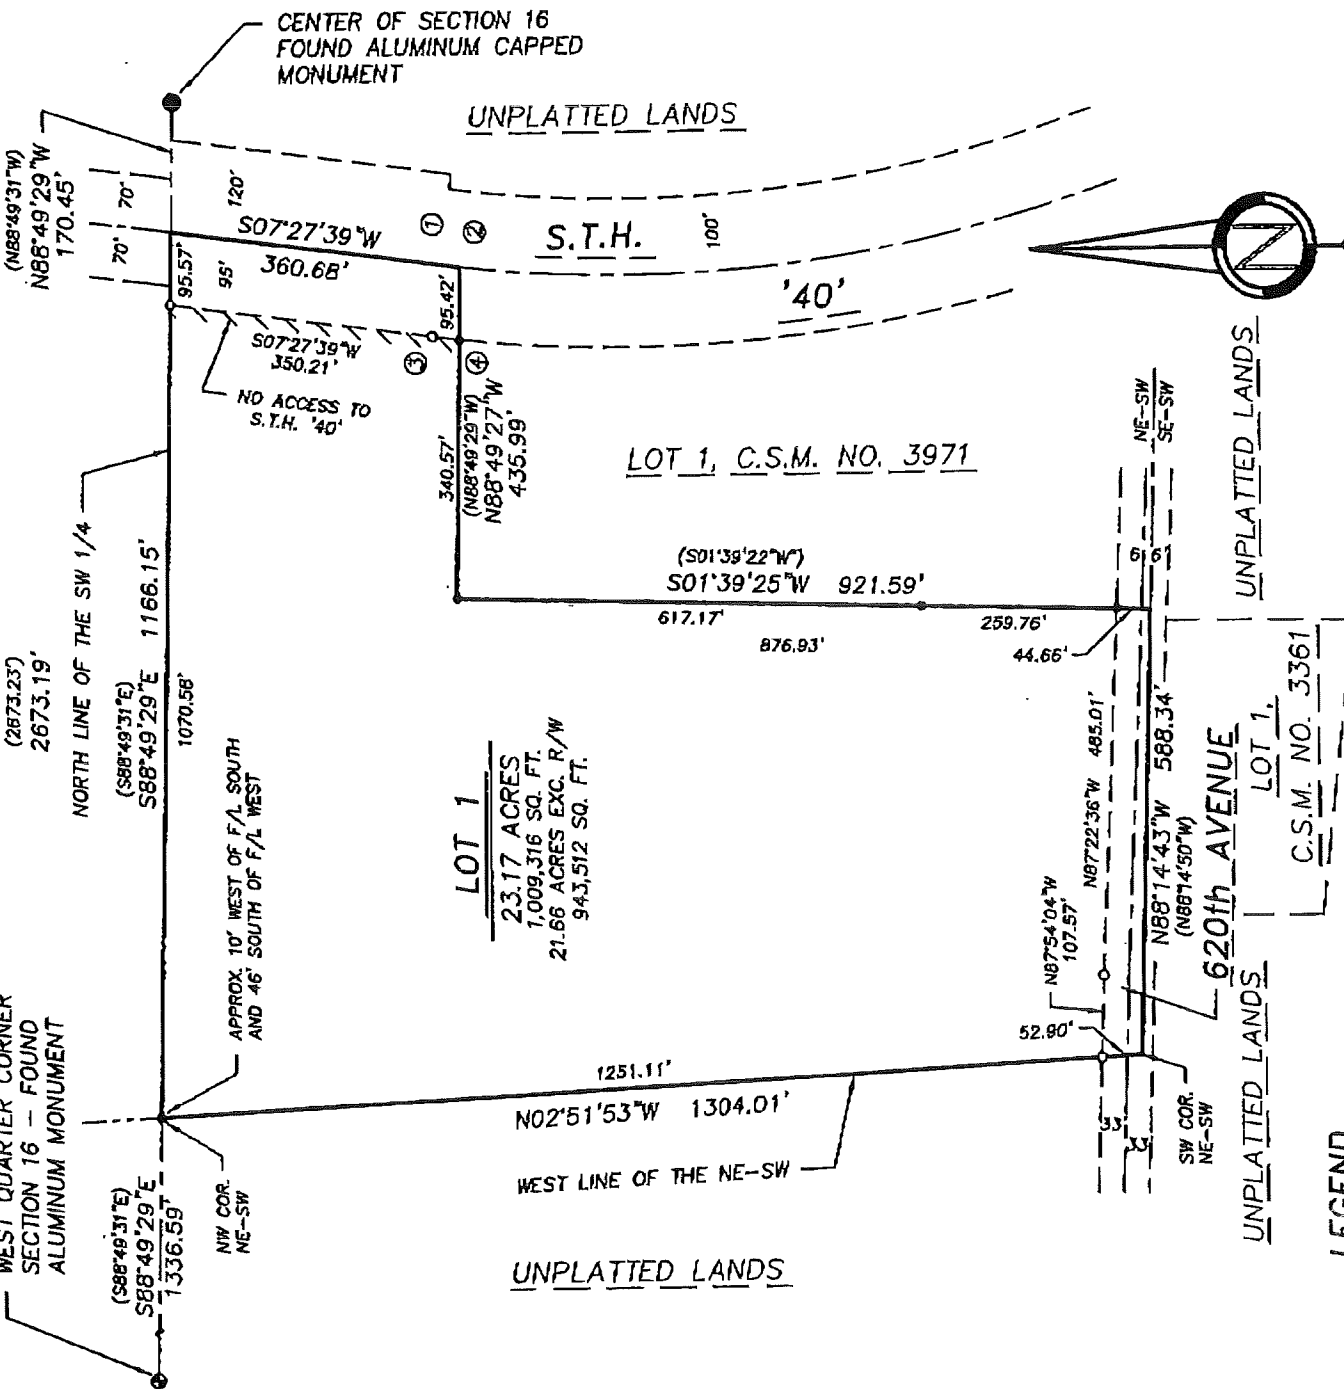 CENTER OF SECTION 16
FOUND ALUMINUM CAPPED
MONUMENT
UNPLATTED LANDS
(N88°49'31"W)
N88°49'29"W
170.45'
70'
70'
120'
S07°27'39"W
360.68'
1
2
S.T.H.
100'
'40'
N
95.57'
95'
95.42'
S07°27'39"W
350.21'
3
4
NO ACCESS TO
S.T.H. '40'
340.57'
(N88°49'29"W)
N88°49'27"W
435.99'
LOT 1, C.S.M. NO. 3971
NE-SW
SE-SW
UNPLATTED LANDS
(2673.23')
2673.19'
NORTH LINE OF THE SW 1/4
(S88°49'31"E)
S88°49'29"E 1166.15'
1070.58'
(S01°39'22"W)
S01°39'25"W 921.59'
617.17'
259.76'
876.93'
44.66'
66'
LOT 1
23.17 ACRES
1,009,316 SQ. FT.
21.66 ACRES EXC. R/W
943,512 SQ. FT.
APPROX. 10' WEST OF F/L SOUTH
AND 46' SOUTH OF F/L WEST
N87°22'36"W 485.01'
N88°14'43"W 588.34'
(N88°14'50"W)
620th AVENUE
LOT 1,
C.S.M. NO. 3361
N87°54'04"W
107.57'
52.90'
WEST QUARTER CORNER
SECTION 16 - FOUND
ALUMINUM MONUMENT
1251.11'
N02°51'53"W 1304.01'
WEST LINE OF THE NE-SW
NW COR.
NE-SW
(S88°49'31"E)
S88°49'29"E
1336.59'
33'
33'
SW COR.
NE-SW
UNPLATTED LANDS
UNPLATTED LANDS
LEGEND